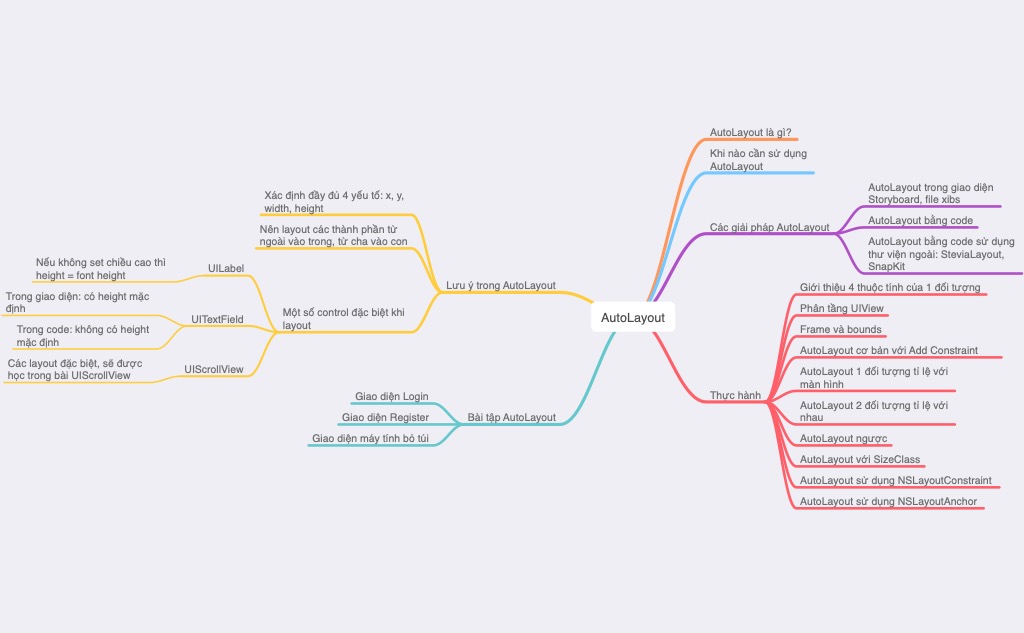 AutoLayout
AutoLayout là gì?
Khi nào cần sử dụng
AutoLayout
Các giải pháp AutoLayout
AutoLayout trong giao diện
Storyboard, file xibs
AutoLayout bằng code
AutoLayout bằng code sử dụng
thư viện ngoài: SteviaLayout,
SnapKit
Thực hành
Giới thiệu 4 thuộc tính của 1 đối tượng
Phân tầng UIView
Frame và bounds
AutoLayout cơ bản với Add Constraint
AutoLayout 1 đối tượng tỉ lệ với
màn hình
AutoLayout 2 đối tượng tỉ lệ với
nhau
AutoLayout ngược
AutoLayout với SizeClass
AutoLayout sử dụng NSLayoutConstraint
AutoLayout sử dụng NSLayoutAnchor
Lưu ý trong AutoLayout
Xác định đầy đủ 4 yếu tố: x, y,
width, height
Nên layout các thành phần từ
ngoài vào trong, từ cha vào con
Một số control đặc biệt khi
layout
UILabel
Nếu không set chiều cao thì
height = font height
UITextField
Trong giao diện: có height mặc
định
Trong code: không có height
mặc định
UIScrollView
Các layout đặc biệt, sẽ được
học trong bài UIScrollView
Bài tập AutoLayout
Giao diện Login
Giao diện Register
Giao diện máy tính bỏ túi